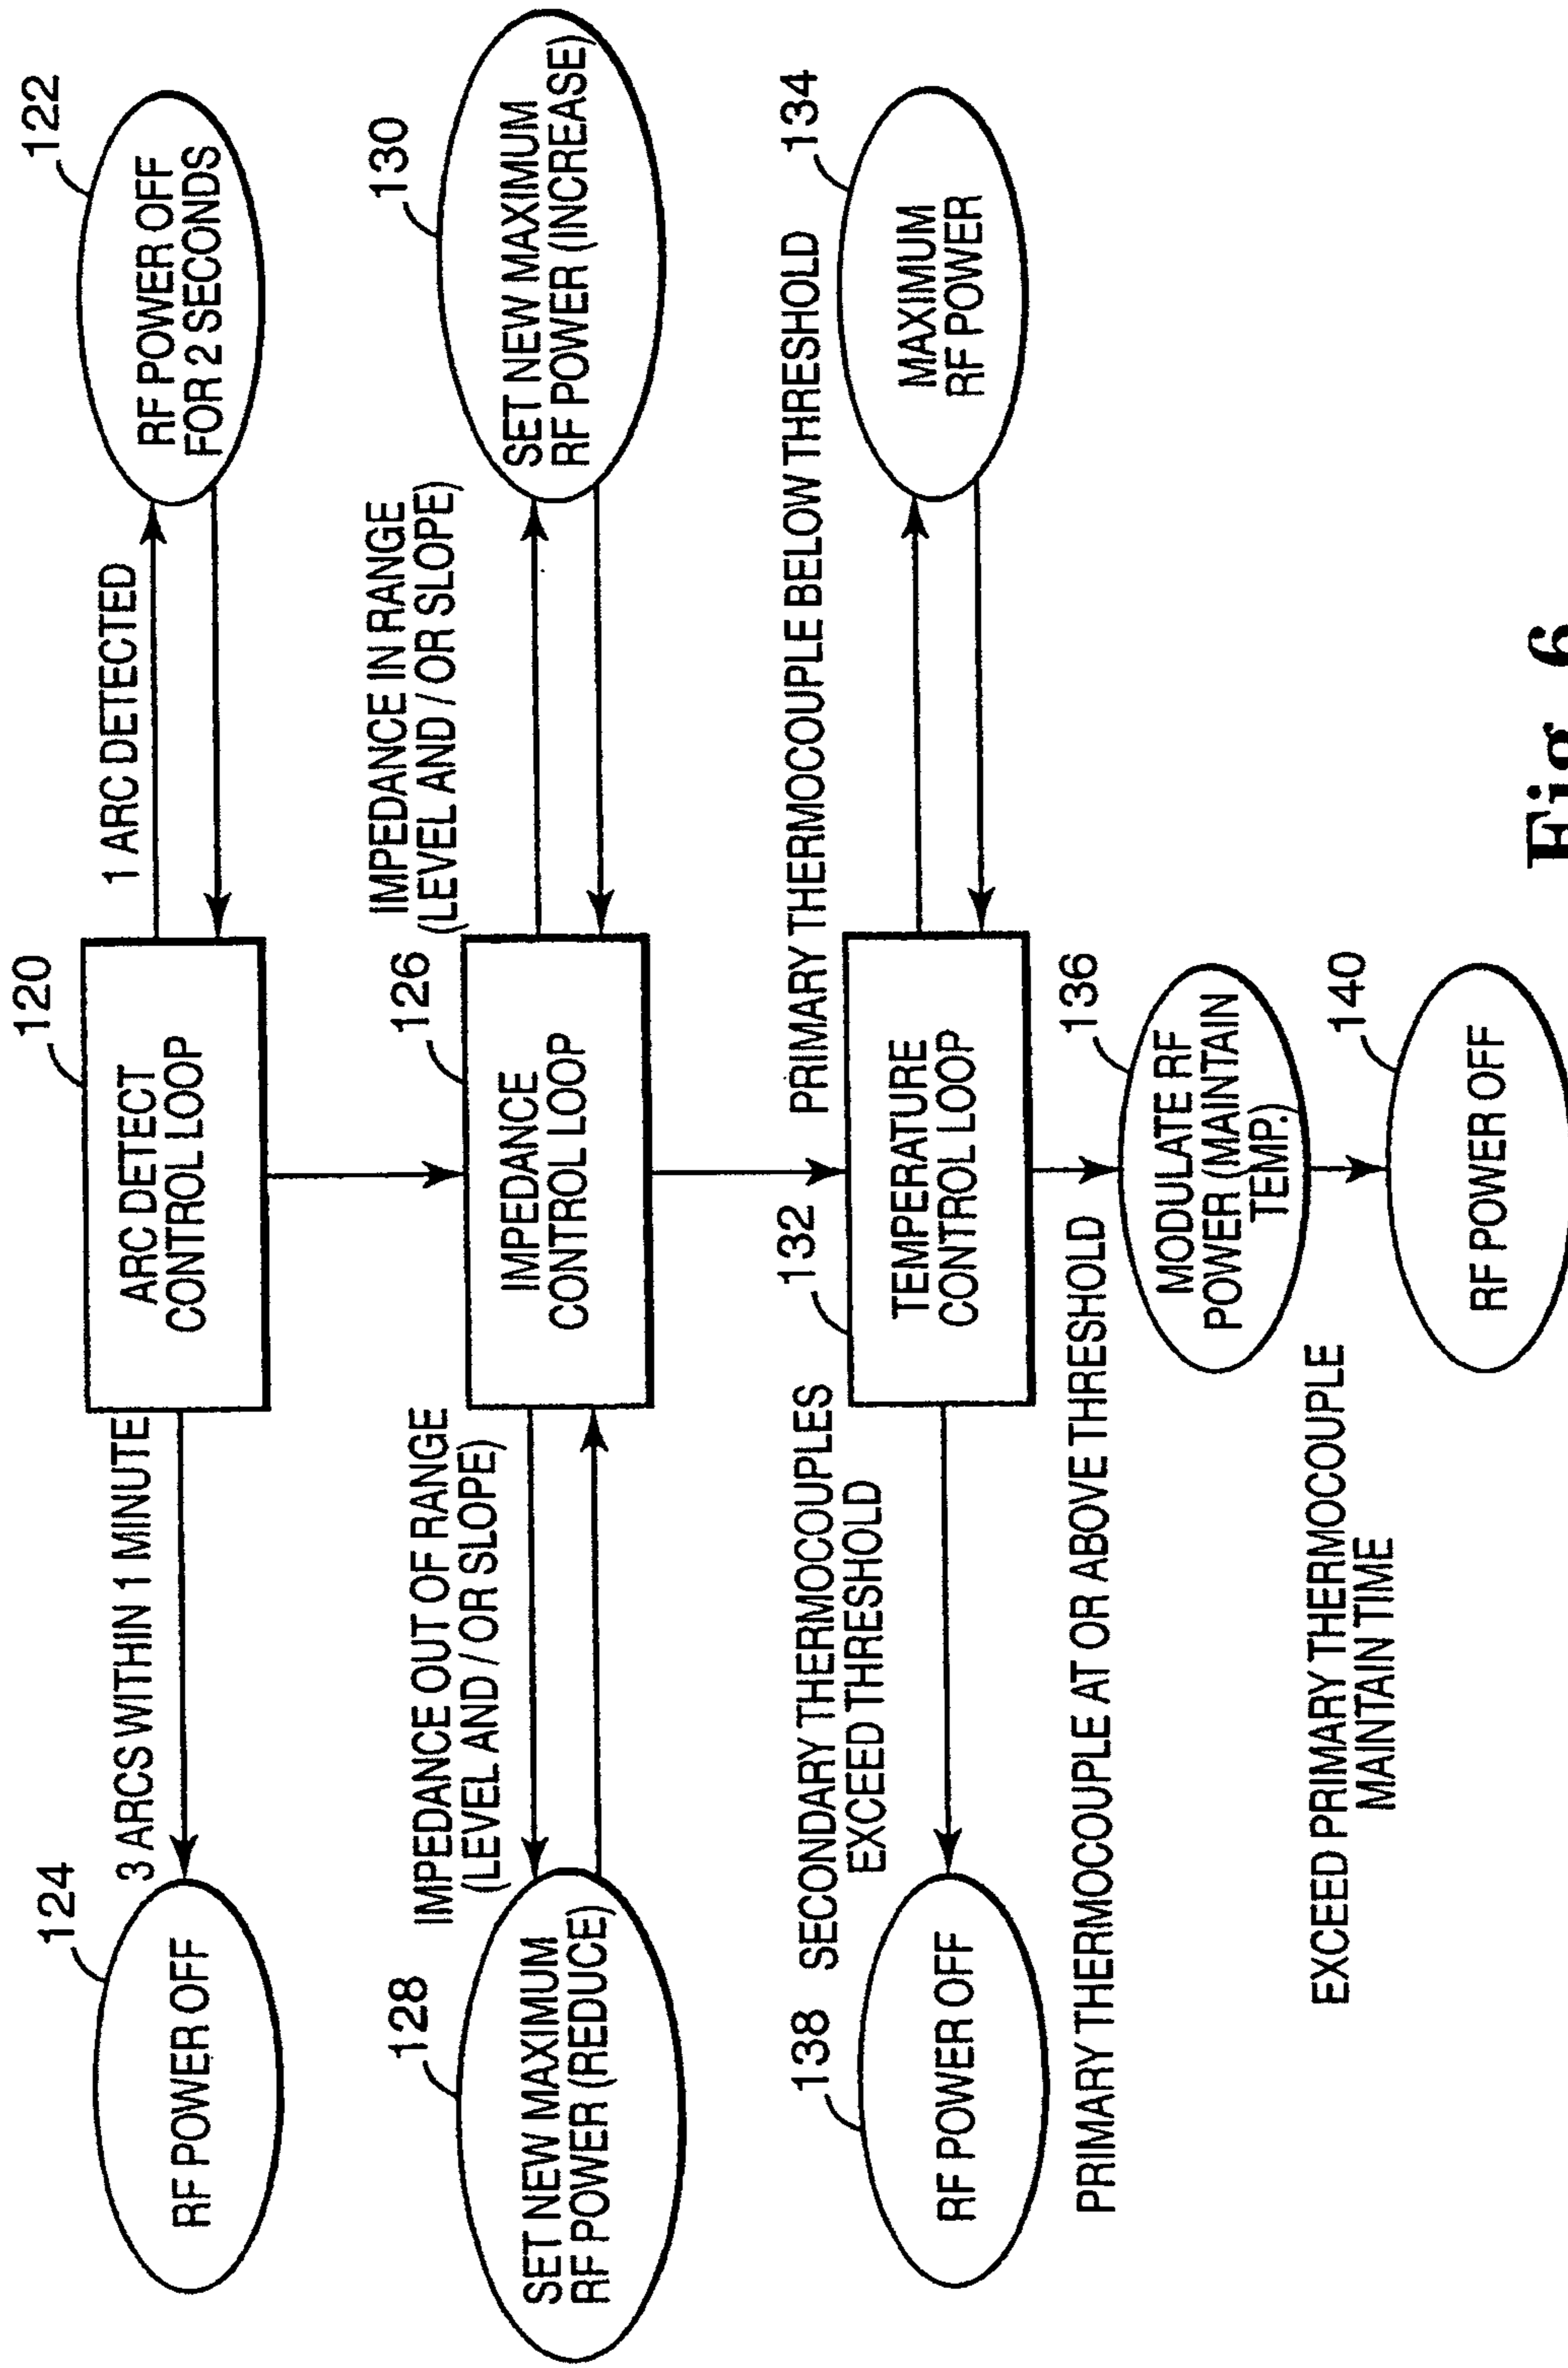 124
RF POWER OFF
3 ARCS WITHIN 1 MINUTE
120
ARC DETECT
CONTROL LOOP
1 ARC DETECTED
122
RF POWER OFF
FOR 2 SECONDS
128
SET NEW MAXIMUM
RF POWER (REDUCE)
IMPEDANCE OUT OF RANGE
(LEVEL AND / OR SLOPE)
126
IMPEDANCE
CONTROL LOOP
IMPEDANCE IN RANGE
(LEVEL AND / OR SLOPE)
130
SET NEW MAXIMUM
RF POWER (INCREASE)
138
RF POWER OFF
SECONDARY THERMOCOUPLES
EXCEED THRESHOLD
132
TEMPERATURE
CONTROL LOOP
PRIMARY THERMOCOUPLE BELOW THRESHOLD
134
MAXIMUM
RF POWER
PRIMARY THERMOCOUPLE AT OR ABOVE THRESHOLD
136
MODULATE RF
POWER (MAINTAIN
TEMP.)
EXCEED PRIMARY THERMOCOUPLE
MAINTAIN TIME
140
RF POWER OFF
Fig. 6